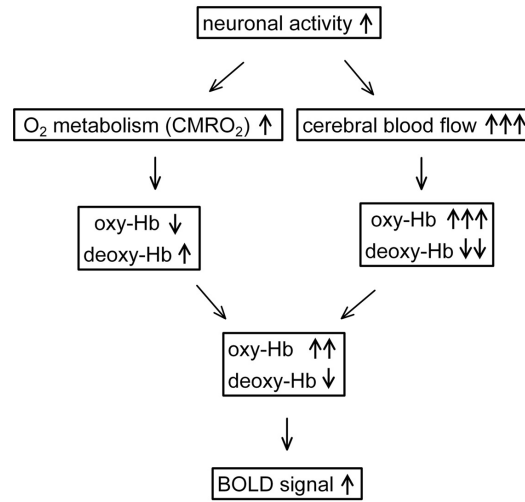 neuronal activity ↑
O₂ metabolism (CMRO₂) ↑
cerebral blood flow ↑↑↑
oxy-Hb ↓
deoxy-Hb ↑
oxy-Hb ↑↑↑
deoxy-Hb ↓↓
oxy-Hb ↑↑
deoxy-Hb ↓
BOLD signal ↑